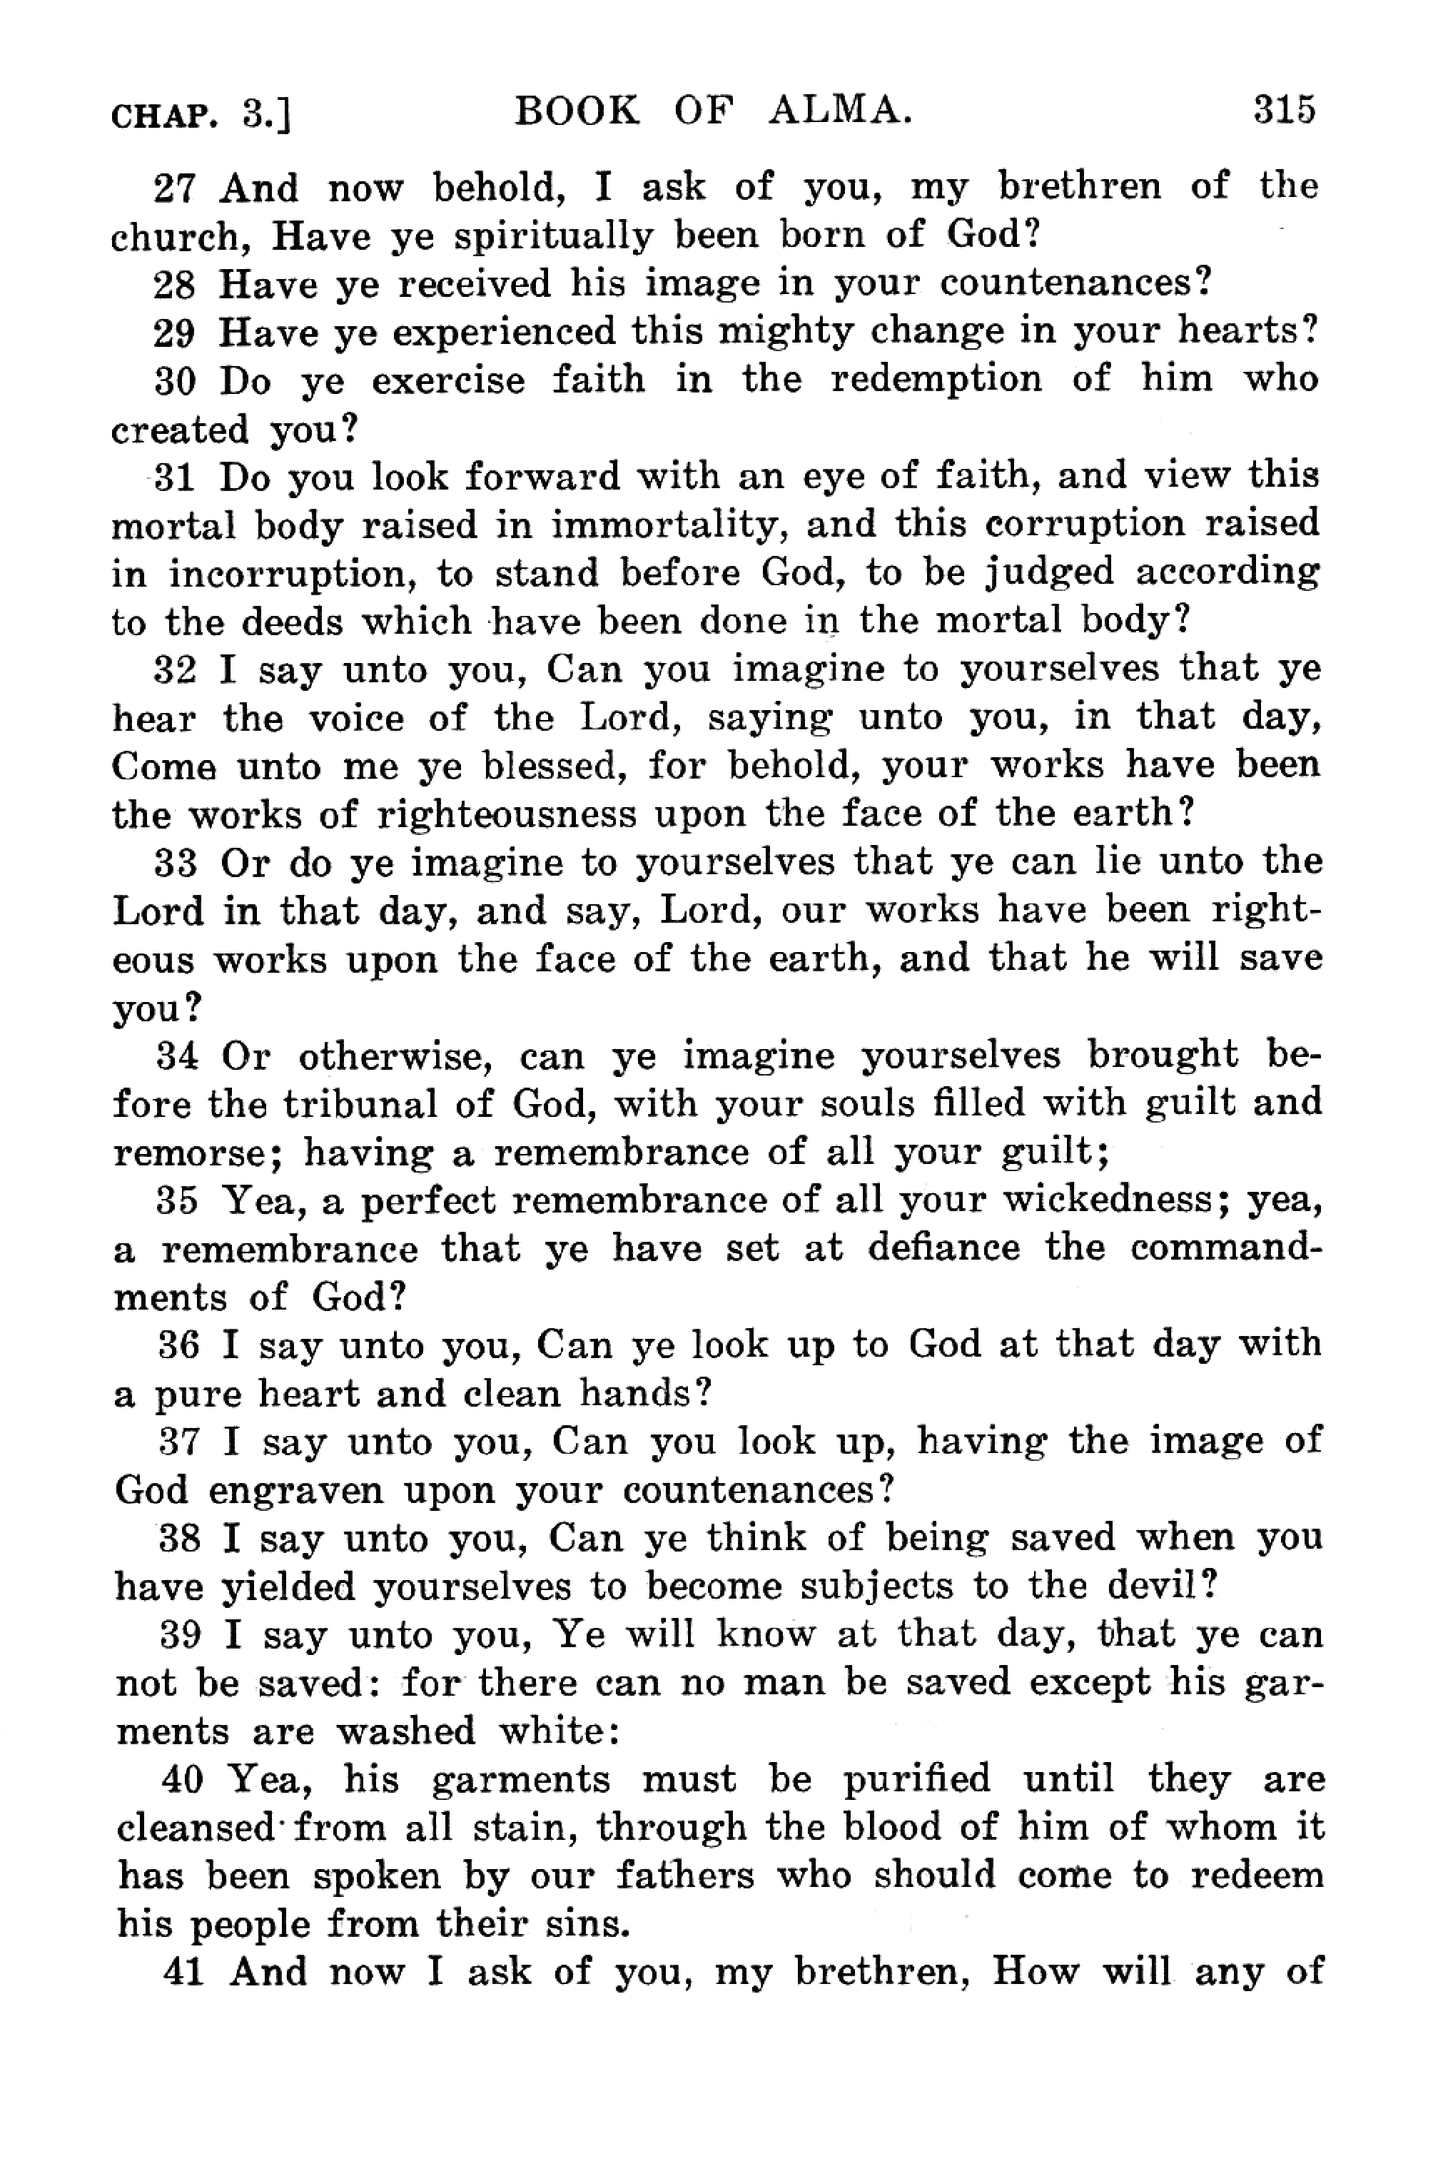 CHAP. 3.] BOOK OF ALMA. 315
27 And now behold, I ask of you, my brethren of the
church, Have ye spiritually been born of God?
28 Have ye received his image in your countenances?
29 Have ye experienced this mighty change in your hearts?
30 Do ye exercise faith in the redemption of him who
created you?
31 Do you look forward with an eye of faith, and view this
mortal body raised in immortality, and this corruption raised
in incorruption, to stand before God, to be judged according
to the deeds which have been done in the mortal body?
32 I say unto you, Can you imagine to yourselves that ye
hear the voice of the Lord, saying unto you, in that day,
Come unto me ye blessed, for behold, your works have been
the works of righteousness upon the face of the earth?
33 Or do ye imagine to yourselves that ye can lie unto the
Lord in that day, and say, Lord, our works have been right-
eous works upon the face of the earth, and that he will save
you?
34 Or otherwise, can ye imagine yourselves brought be-
fore the tribunal of God, with your souls filled with guilt and
remorse; having a remembrance of all your guilt;
35 Yea, a perfect remembrance of all your wickedness; yea,
a remembrance that ye have set at defiance the command-
ments of God?
36 I say unto you, Can ye look up to God at that day with
a pure heart and clean hands?
37 I say unto you, Can you look up, having the image of
God engraven upon your countenances?
38 I say unto you, Can ye think of being saved when you
have yielded yourselves to become subjects to the devil?
39 I say unto you, Ye will know at that day, that ye can
not be saved: for there can no man be saved except his gar-
ments are washed white:
40 Yea, his garments must be purified until they are
cleansed from all stain, through the blood of him of whom it
has been spoken by our fathers who should come to redeem
his people from their sins.
41 And now I ask of you, my brethren, How will any of